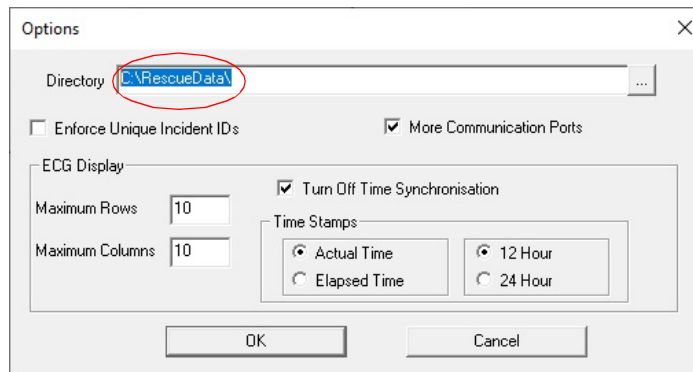 Options
Directory C:\RescueData\ ...
Enforce Unique Incident IDs More Communication Ports
ECG Display
Turn Off Time Synchronisation
Maximum Rows 10
Time Stamps
Maximum Columns 10
Actual Time 12 Hour
Elapsed Time 24 Hour
OK Cancel